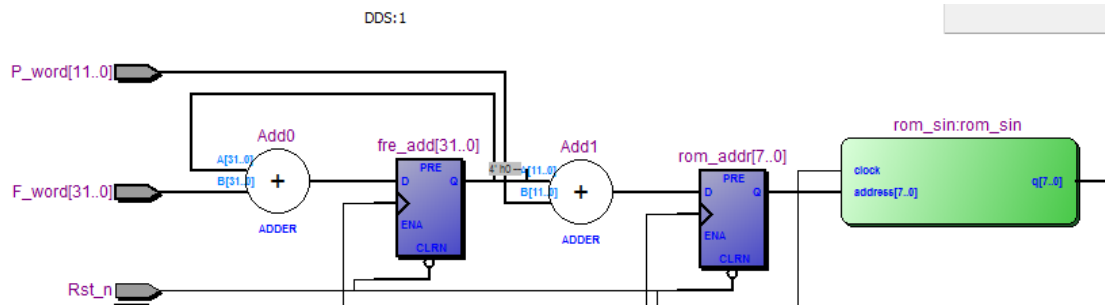 DDS:1
P_word[11..0]
Add0
fre_add[31..0]
Add1
rom_addr[7..0]
rom_sin:rom_sin
A[31..0]
B[31..0]
+
ADDER
F_word[31..0]
PRE
D
Q
ENA
CLRN
A[11..0]
B[11..0]
+
ADDER
PRE
D
Q
ENA
CLRN
clock
address[7..0]
q[7..0]
Rst_n